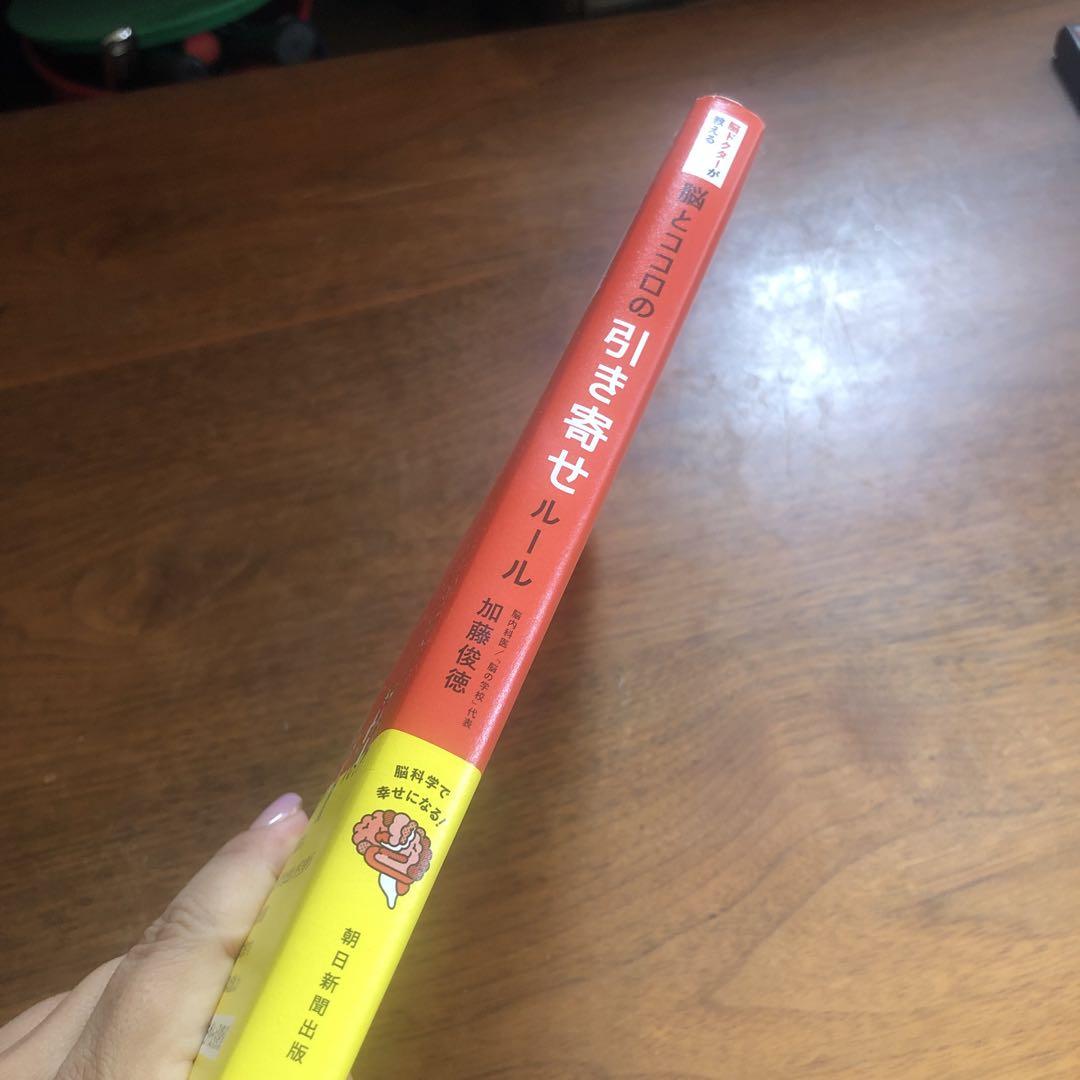 脳ドクターが
教える
脳とココロの引き寄せルール
脳内科医/「脳の学校」代表
加藤俊徳
脳科学で
幸せになる!
朝日新聞出版